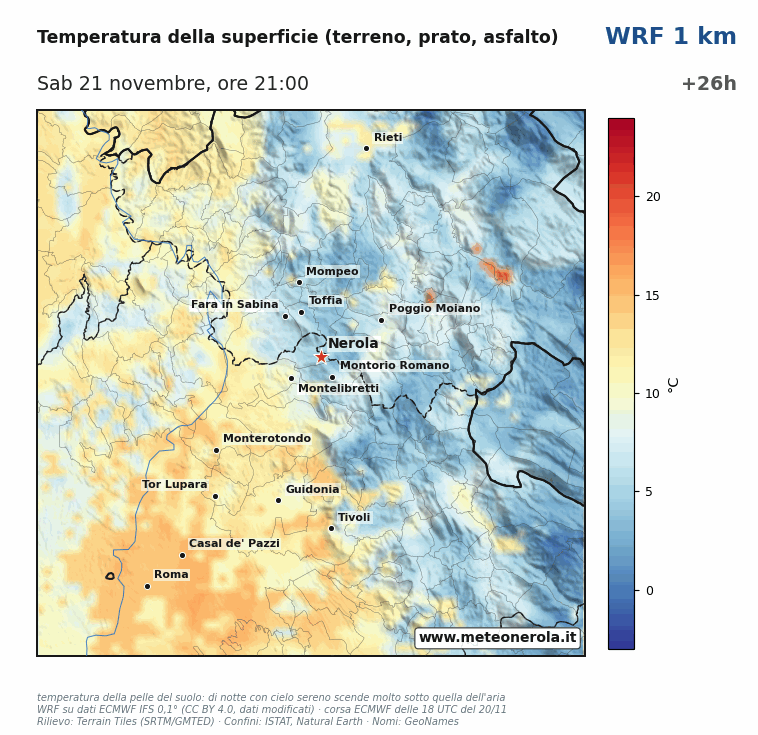 Temperatura della superficie (terreno, prato, asfalto)
WRF 1 km
Sab 21 novembre, ore 21:00
+26h
Rieti
Mompeo
Fara in Sabina
Toffia
Poggio Moiano
Nerola
Montorio Romano
Montelibretti
Monterotondo
Tor Lupara
Guidonia
Tivoli
Casal de' Pazzi
Roma
www.meteonerola.it
20
15
10
5
0
°C
temperatura della pelle del suolo: di notte con cielo sereno scende molto sotto quella dell'aria
WRF su dati ECMWF IFS 0,1° (CC BY 4.0, dati modificati) · corsa ECMWF delle 18 UTC del 20/11
Rilievo: Terrain Tiles (SRTM/GMTED) · Confini: ISTAT, Natural Earth · Nomi: GeoNames